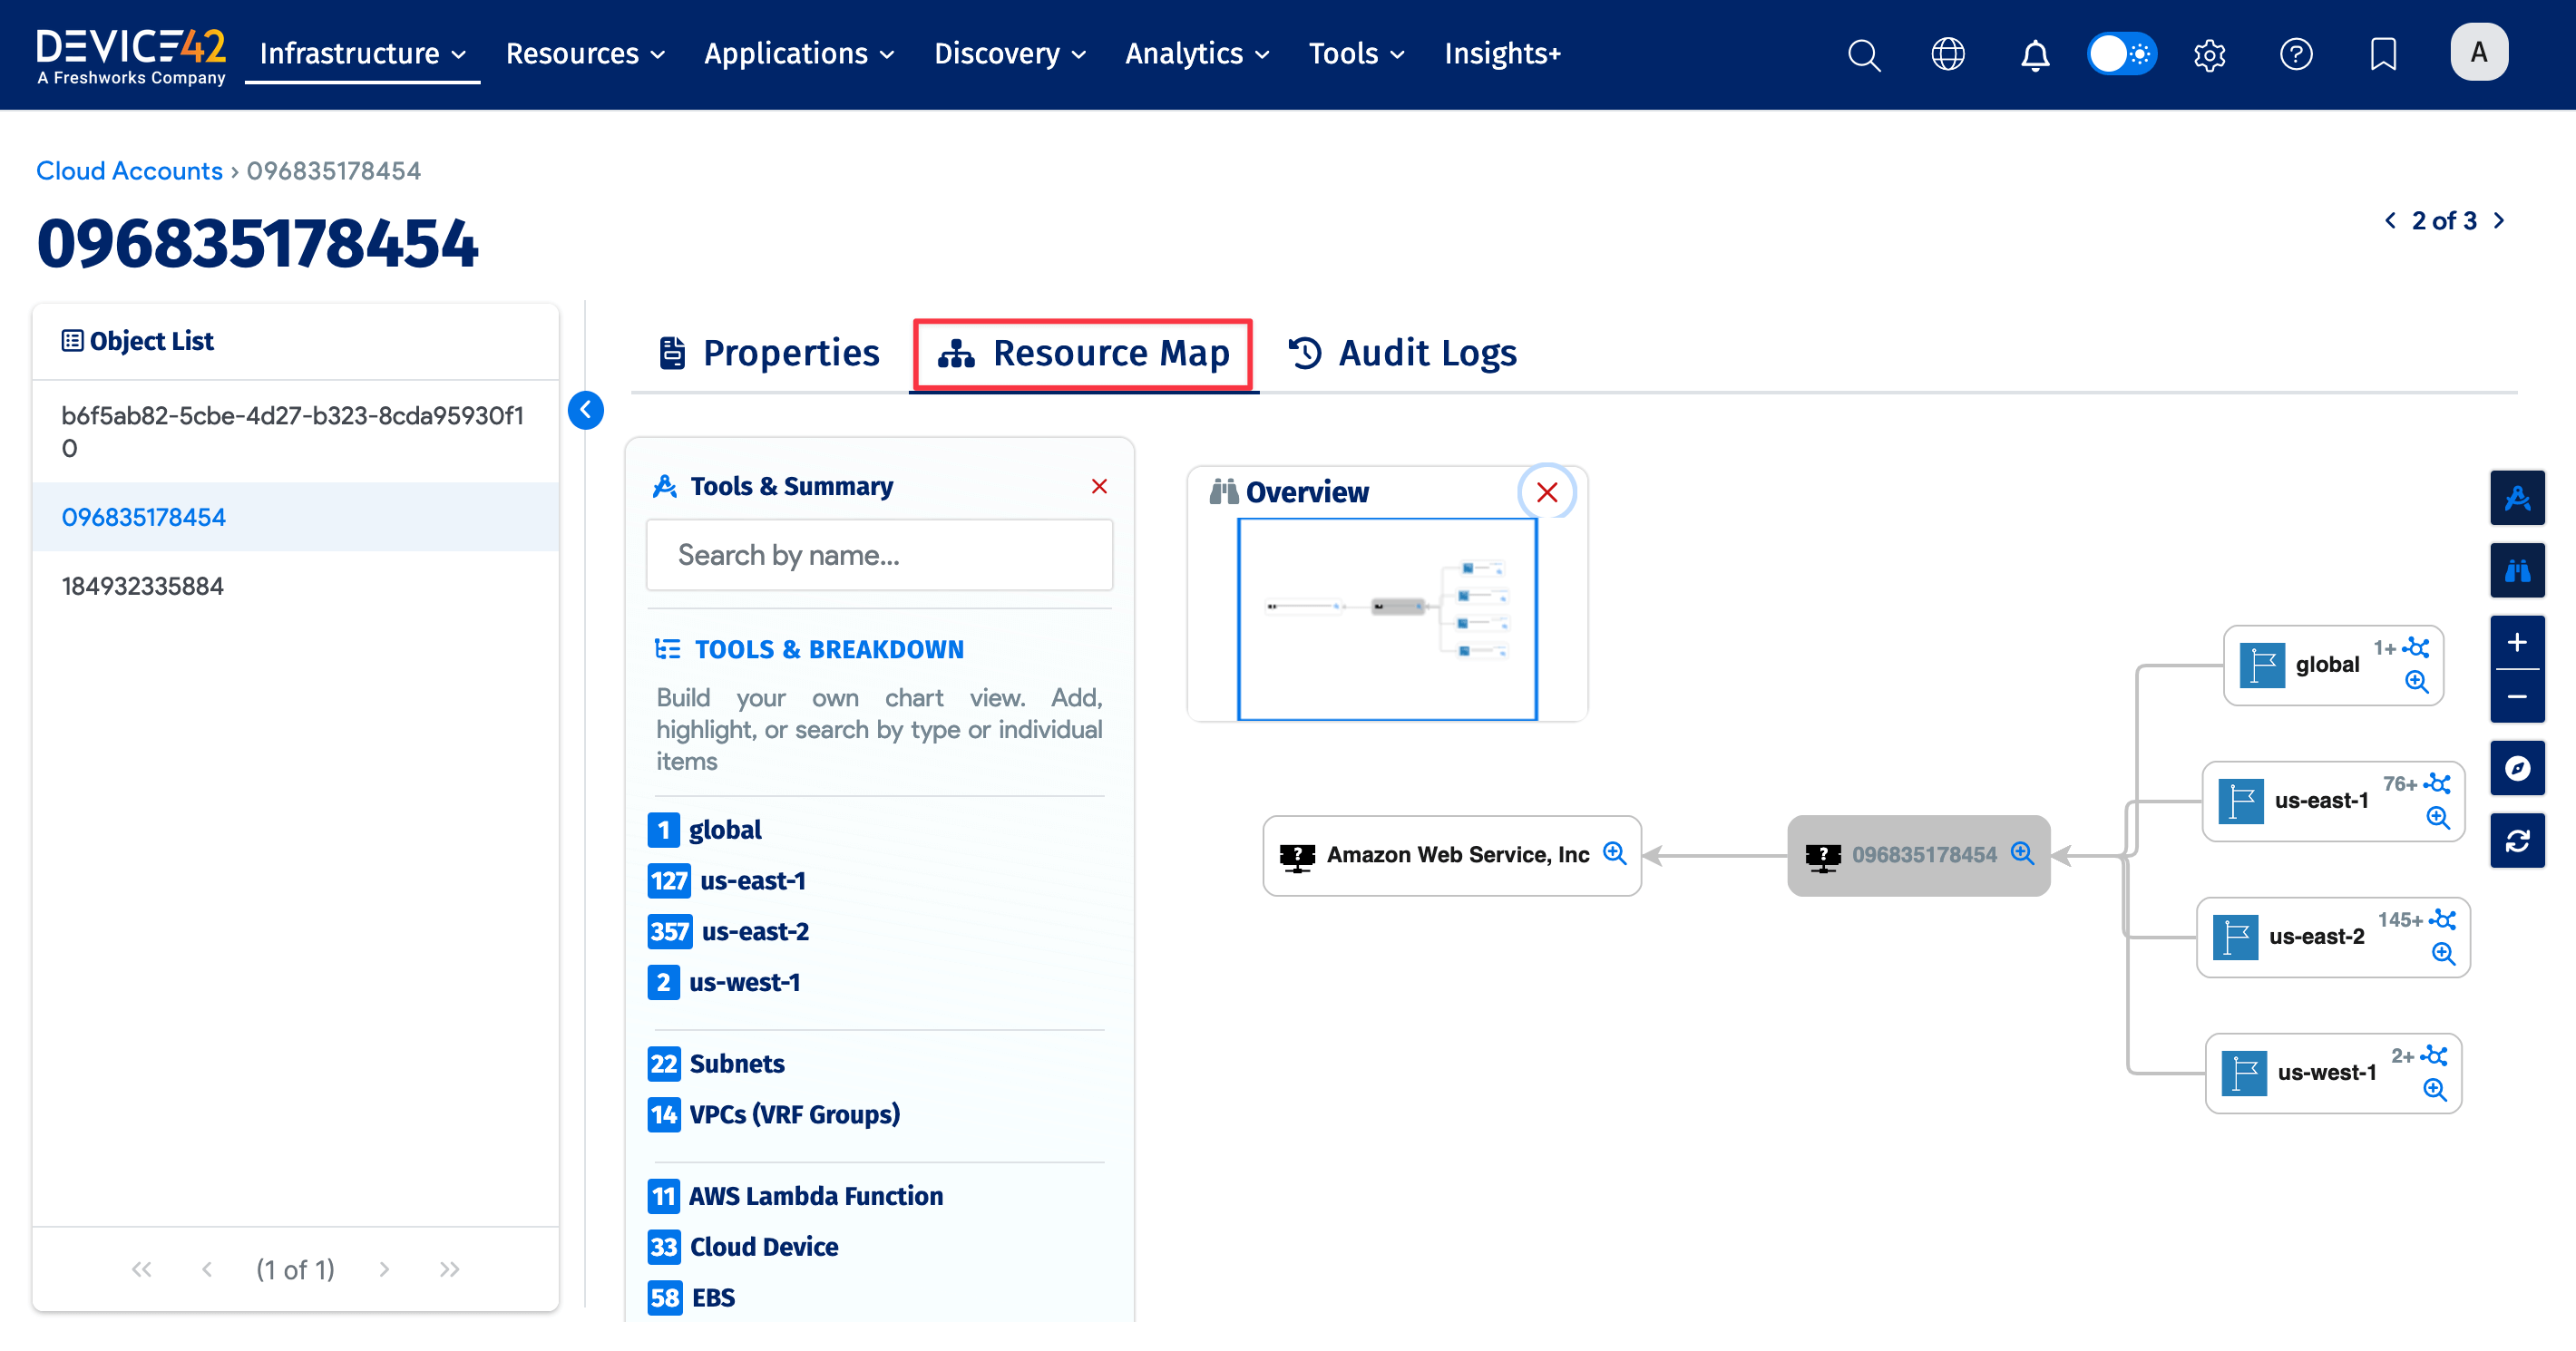 DEVICE42
A Freshworks Company
Infrastructure
Resources
Applications
Discovery
Analytics
Tools
Insights+
A
Cloud Accounts › 096835178454
096835178454
2 of 3
Object List
b6f5ab82-5cbe-4d27-b323-8cda95930f1
0
096835178454
184932335884
(1 of 1)
Properties
Resource Map
Audit Logs
Tools & Summary
Search by name...
TOOLS & BREAKDOWN
Build your own chart view. Add,
highlight, or search by type or individual
items
1 global
127 us-east-1
357 us-east-2
2 us-west-1
22 Subnets
14 VPCs (VRF Groups)
11 AWS Lambda Function
33 Cloud Device
58 EBS
Overview
Amazon Web Service, Inc
096835178454
global 1+
us-east-1 76+
us-east-2 145+
us-west-1 2+